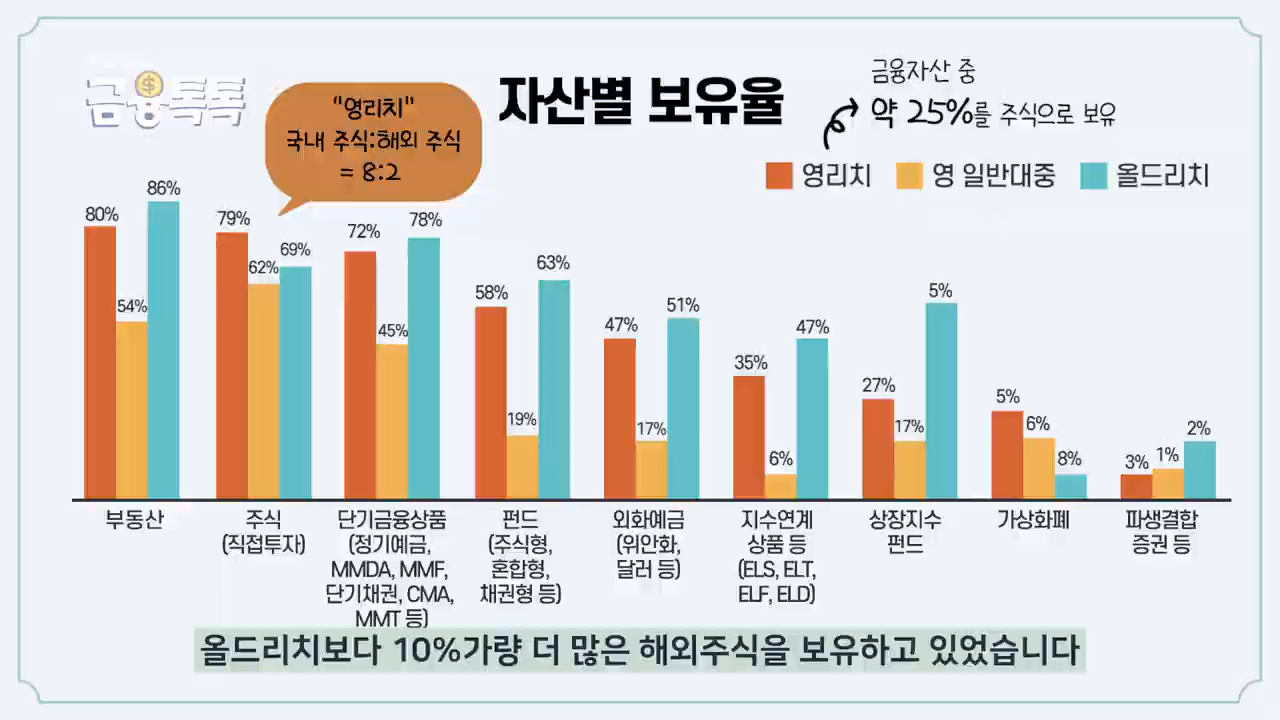 금융톡톡
"영리치"
국내 주식:해외 주식
= 8:2
자산별 보유율
금융자산 중
약 25%를 주식으로 보유
영리치 영 일반대중 올드리치
80% 54% 86%
79% 62% 69%
72% 45% 78%
58% 19% 63%
47% 17% 51%
35% 6% 47%
27% 17% 5%
5% 6% 8%
3% 1% 2%
부동산
주식
(직접투자)
단기금융상품
(정기예금,
MMDA, MMF,
단기채권, CMA,
MMT 등)
펀드
(주식형,
혼합형,
채권형 등)
외화예금
(위안화,
달러 등)
지수연계
상품 등
(ELS, ELT,
ELF, ELD)
상장지수
펀드
가상화폐
파생결합
증권 등
올드리치보다 10%가량 더 많은 해외주식을 보유하고 있었습니다